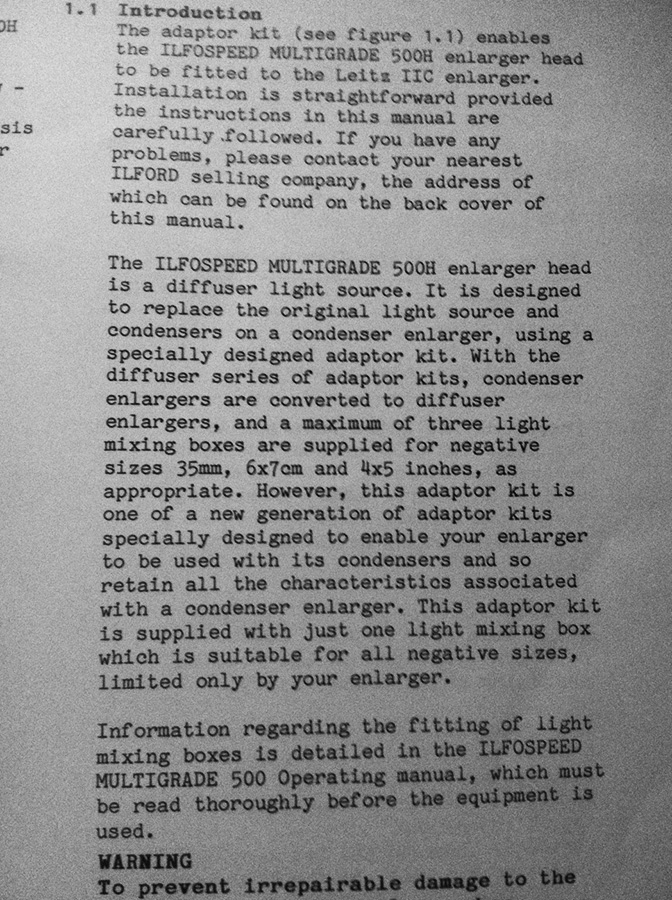 OH
-
sis
r
1.1 Introduction
The adaptor kit (see figure 1.1) enables
the ILFOSPEED MULTIGRADE 500H enlarger head
to be fitted to the Leitz IIC enlarger.
Installation is straightforward provided
the instructions in this manual are
carefully followed. If you have any
problems, please contact your nearest
ILFORD selling company, the address of
which can be found on the back cover of
this manual.
The ILFOSPEED MULTIGRADE 500H enlarger head
is a diffuser light source. It is designed
to replace the original light source and
condensers on a condenser enlarger, using a
specially designed adaptor kit. With the
diffuser series of adaptor kits, condenser
enlargers are converted to diffuser
enlargers, and a maximum of three light
mixing boxes are supplied for negative
sizes 35mm, 6x7cm and 4x5 inches, as
appropriate. However, this adaptor kit is
one of a new generation of adaptor kits
specially designed to enable your enlarger
to be used with its condensers and so
retain all the characteristics associated
with a condenser enlarger. This adaptor kit
is supplied with just one light mixing box
which is suitable for all negative sizes,
limited only by your enlarger.
Information regarding the fitting of light
mixing boxes is detailed in the ILFOSPEED
MULTIGRADE 500 Operating manual, which must
be read thoroughly before the equipment is
used.
WARNING
To prevent irrepairable damage to the